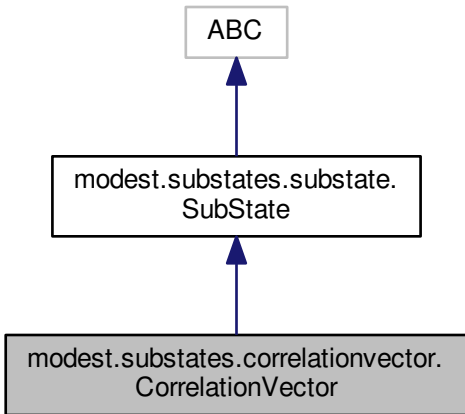 ABC
modest.substates.substate.
SubState
modest.substates.correlationvector.
CorrelationVector